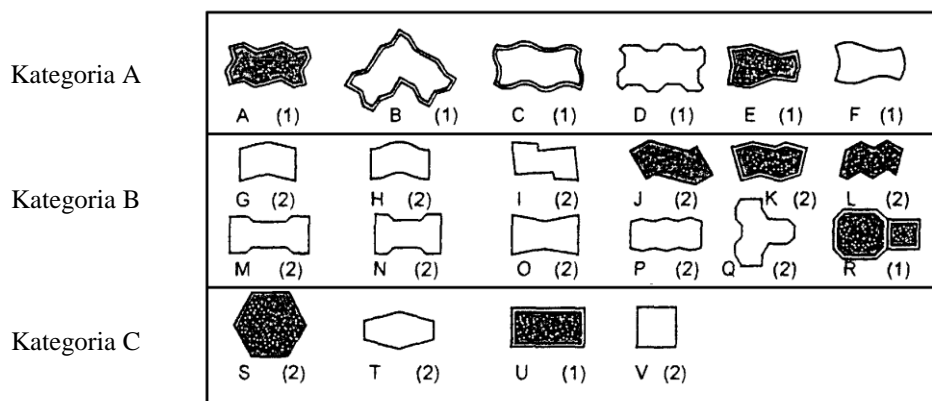 Kategoria A
A (1) B (1) C (1) D (1) E (1) F (1)
Kategoria B
G (2) H (2) I (2) J (2) K (2) L (2)
M (2) N (2) O (2) P (2) Q (2) R (1)
Kategoria C
S (2) T (2) U (1) V (2)